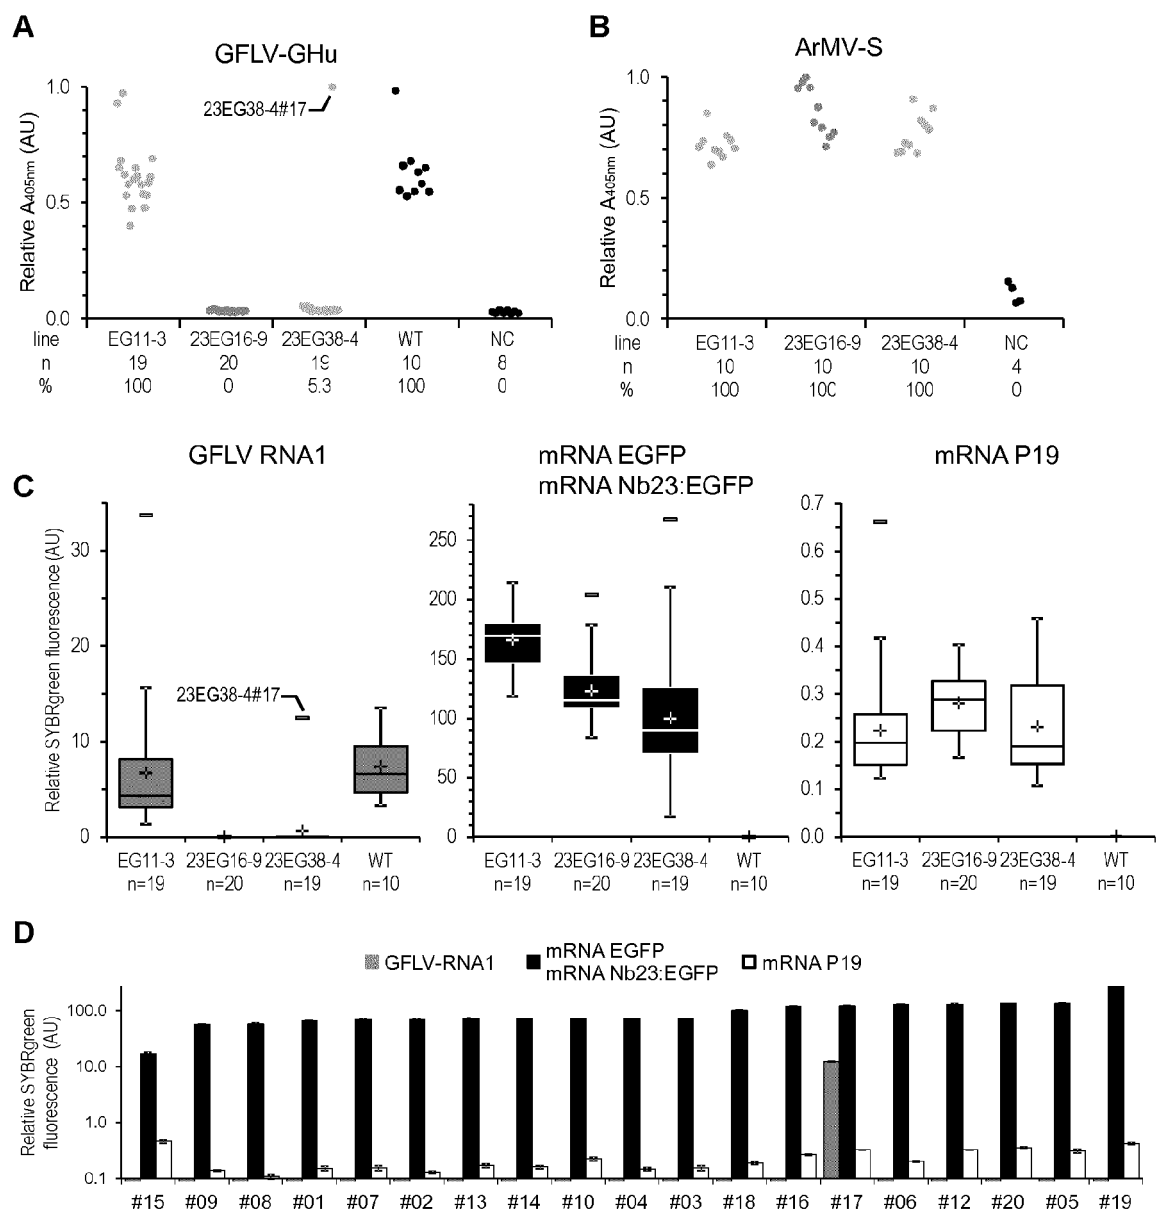 A
GFLV-GHu
Relative A405nm (AU)
1.0
0.5
0.0
23EG38-4#17
line EG11-3 23EG16-9 23EG38-4 WT NC
n 19 20 19 10 8
% 100 0 5.3 100 0
B
ArMV-S
Relative A405nm (AU)
1.0
0.5
0.0
line EG11-3 23EG16-9 23EG38-4 NC
n 10 10 10 4
% 100 100 100 0
C
GFLV RNA1
Relative SYBRgreen fluorescence (AU)
30
20
10
0
23EG38-4#17
EG11-3 23EG16-9 23EG38-4 WT
n=19 n=20 n=19 n=10
mRNA EGFP
mRNA Nb23:EGFP
250
200
150
100
50
0
EG11-3 23EG16-9 23EG38-4 WT
n=19 n=20 n=19 n=10
mRNA P19
0.7
0.6
0.5
0.4
0.3
0.2
0.1
0.0
EG11-3 23EG16-9 23EG38-4 WT
n=19 n=20 n=19 n=10
D
GFLV-RNA1
mRNA EGFP
mRNA Nb23:EGFP
mRNA P19
Relative SYBRgreen
fluorescence (AU)
100.0
10.0
1.0
0.1
#15 #09 #08 #01 #07 #02 #13 #14 #10 #04 #03 #18 #16 #17 #06 #12 #20 #05 #19